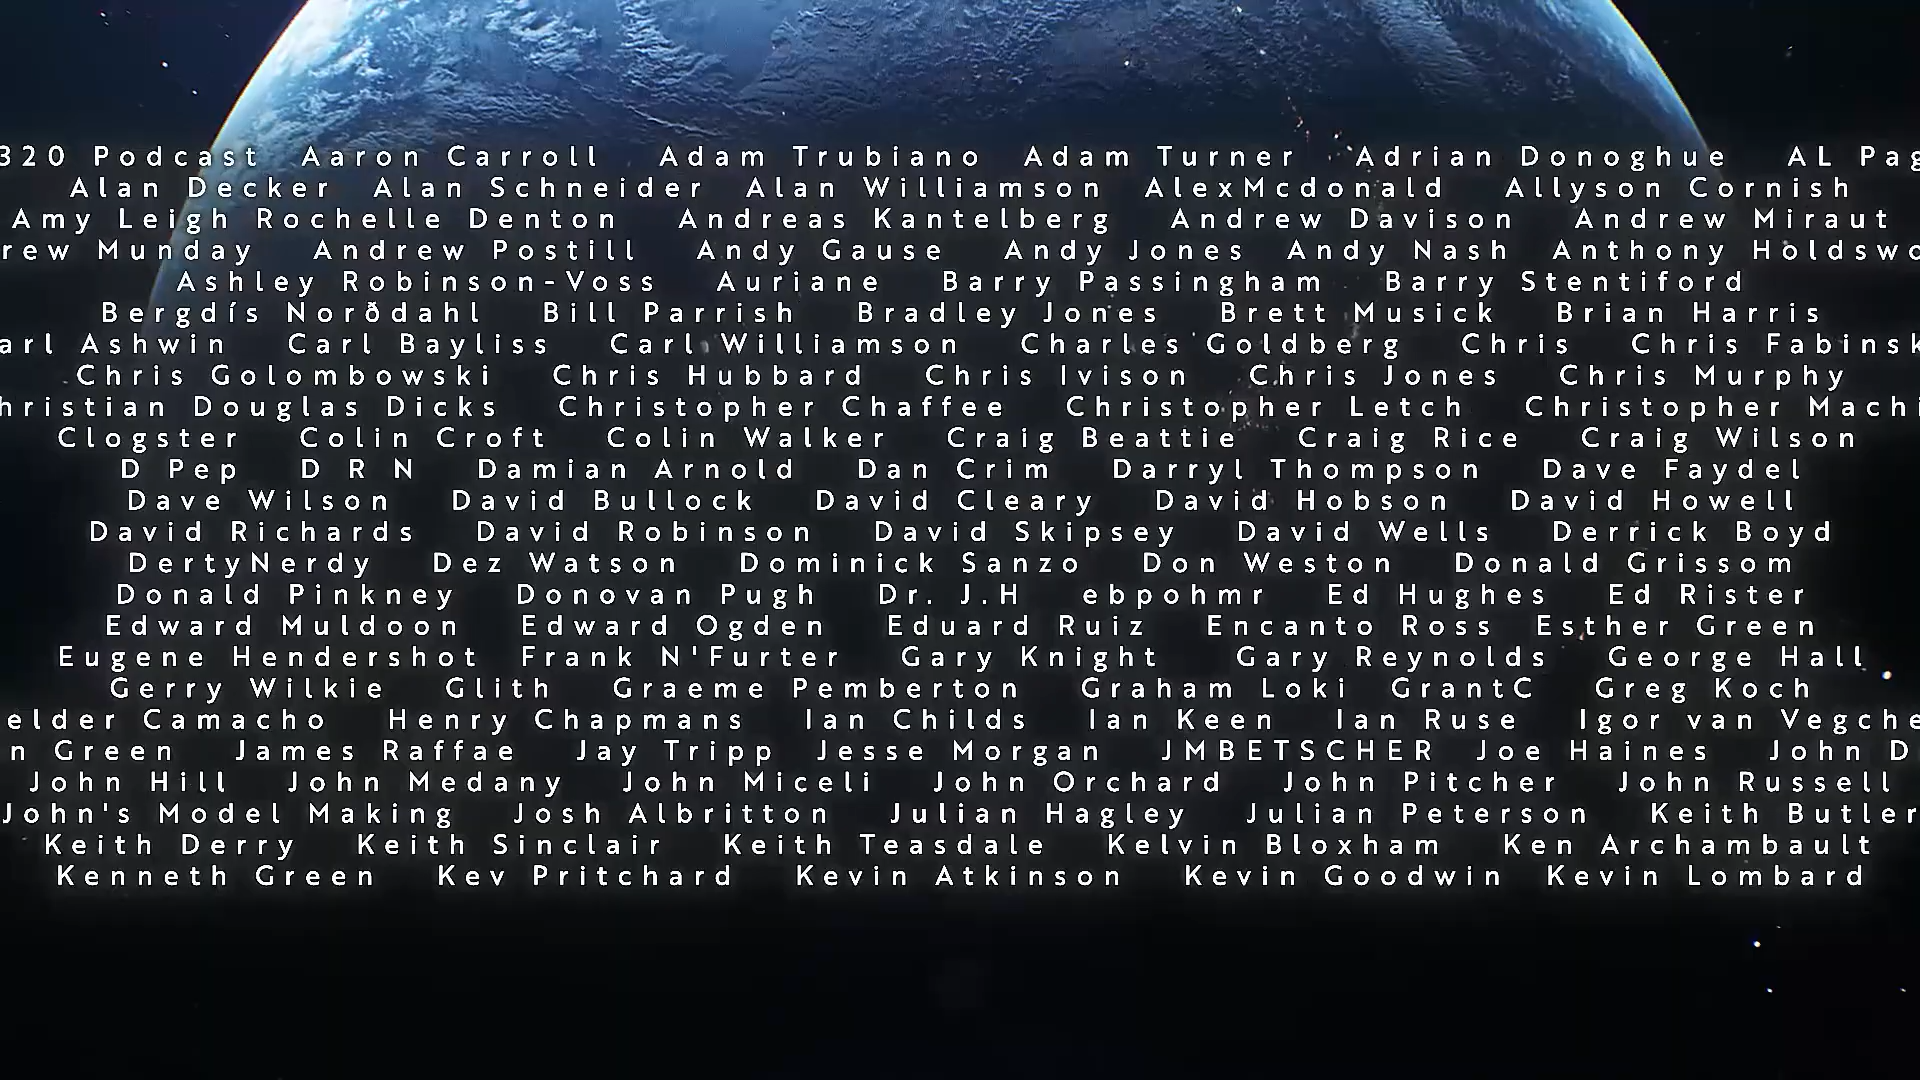 320 Podcast Aaron Carroll Adam Trubiano Adam Turner Adrian Donoghue AL Pag
Alan Decker Alan Schneider Alan Williamson AlexMcdonald Allyson Cornish
Amy Leigh Rochelle Denton Andreas Kantelberg Andrew Davison Andrew Miraut
rew Munday Andrew Postill Andy Gause Andy Jones Andy Nash Anthony Holdswo
Ashley Robinson-Voss Auriane Barry Passingham Barry Stentiford
Bergdís Norðdahl Bill Parrish Bradley Jones Brett Musick Brian Harris
arl Ashwin Carl Bayliss Carl Williamson Charles Goldberg Chris Chris Fabinsk
Chris Golombowski Chris Hubbard Chris Ivison Chris Jones Chris Murphy
hristian Douglas Dicks Christopher Chaffee Christopher Letch Christopher Machi
Clogster Colin Croft Colin Walker Craig Beattie Craig Rice Craig Wilson
D Pep D R N Damian Arnold Dan Crim Darryl Thompson Dave Faydel
Dave Wilson David Bullock David Cleary David Hobson David Howell
David Richards David Robinson David Skipsey David Wells Derrick Boyd
DertyNerdy Dez Watson Dominick Sanzo Don Weston Donald Grissom
Donald Pinkney Donovan Pugh Dr. J.H ebpohmr Ed Hughes Ed Rister
Edward Muldoon Edward Ogden Eduard Ruiz Encanto Ross Esther Green
Eugene Hendershot Frank N'Furter Gary Knight Gary Reynolds George Hall
Gerry Wilkie Glith Graeme Pemberton Graham Loki GrantC Greg Koch
elder Camacho Henry Chapmans Ian Childs Ian Keen Ian Ruse Igor van Vegche
n Green James Raffae Jay Tripp Jesse Morgan JMBETSCHER Joe Haines John D
John Hill John Medany John Miceli John Orchard John Pitcher John Russell
John's Model Making Josh Albritton Julian Hagley Julian Peterson Keith Butler
Keith Derry Keith Sinclair Keith Teasdale Kelvin Bloxham Ken Archambault
Kenneth Green Kev Pritchard Kevin Atkinson Kevin Goodwin Kevin Lombard